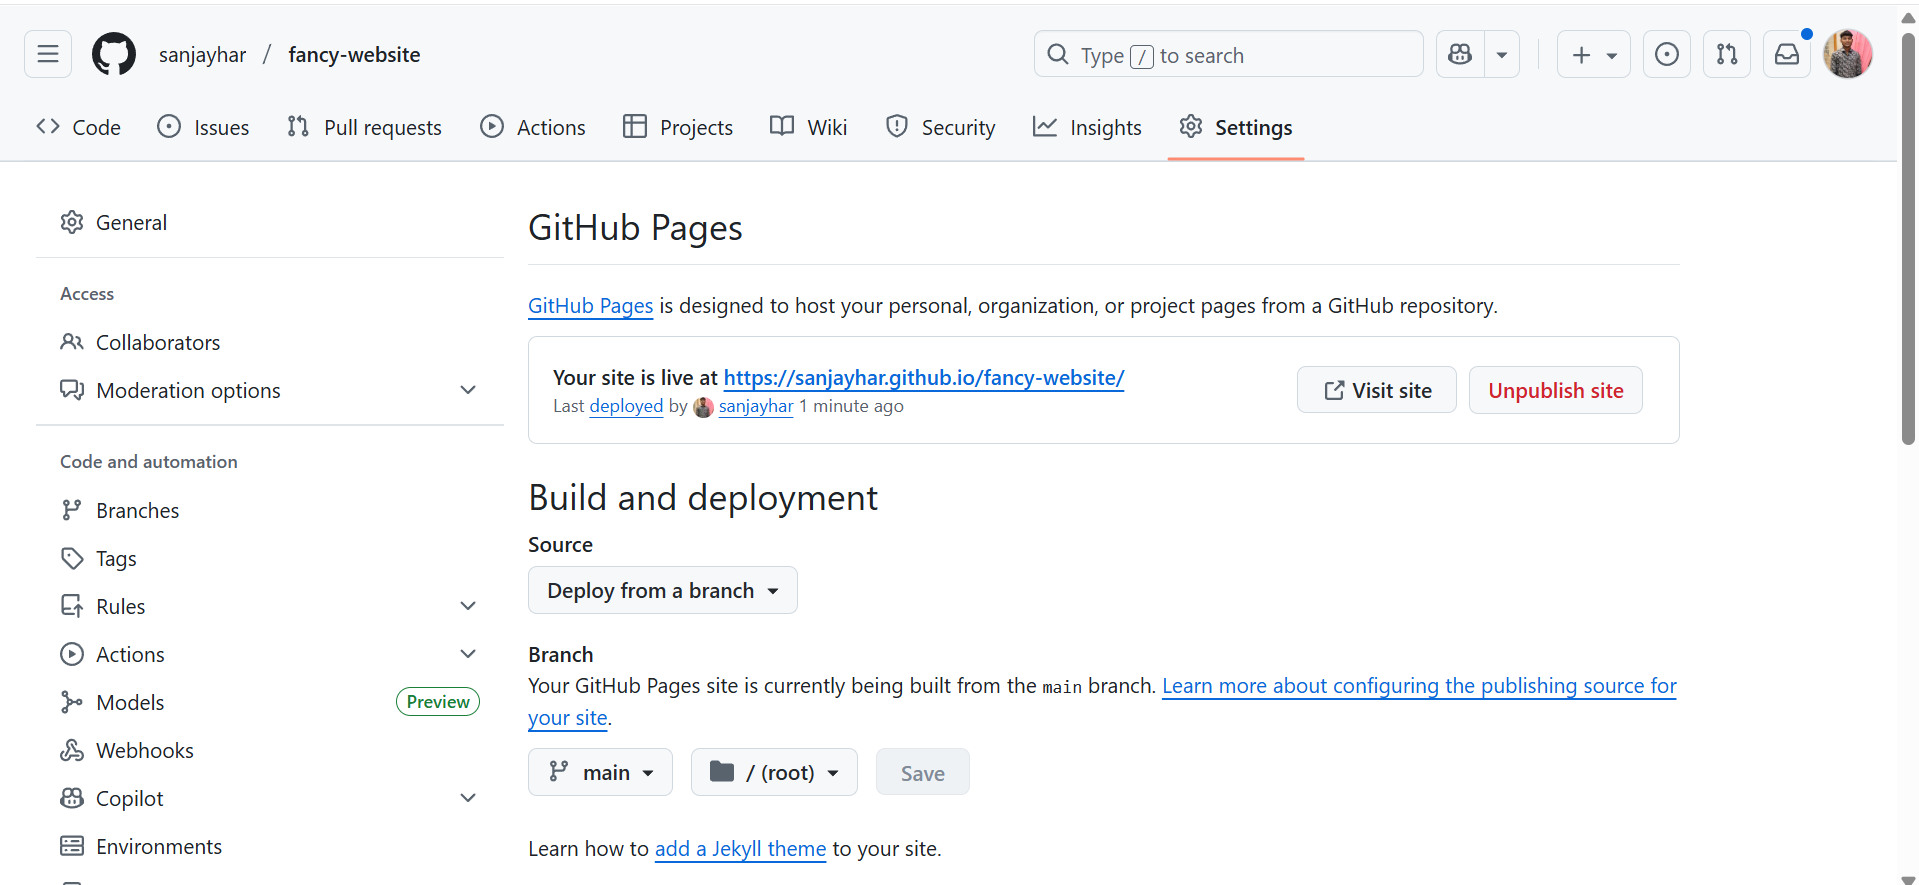 sanjayhar / fancy-website
Type / to search
Code
Issues
Pull requests
Actions
Projects
Wiki
Security
Insights
Settings
General
Access
Collaborators
Moderation options
Code and automation
Branches
Tags
Rules
Actions
Models Preview
Webhooks
Copilot
Environments
GitHub Pages
GitHub Pages is designed to host your personal, organization, or project pages from a GitHub repository.
Your site is live at https://sanjayhar.github.io/fancy-website/
Last deployed by sanjayhar 1 minute ago
Visit site
Unpublish site
Build and deployment
Source
Deploy from a branch
Branch
Your GitHub Pages site is currently being built from the main branch. Learn more about configuring the publishing source for
your site.
main
/ (root)
Save
Learn how to add a Jekyll theme to your site.